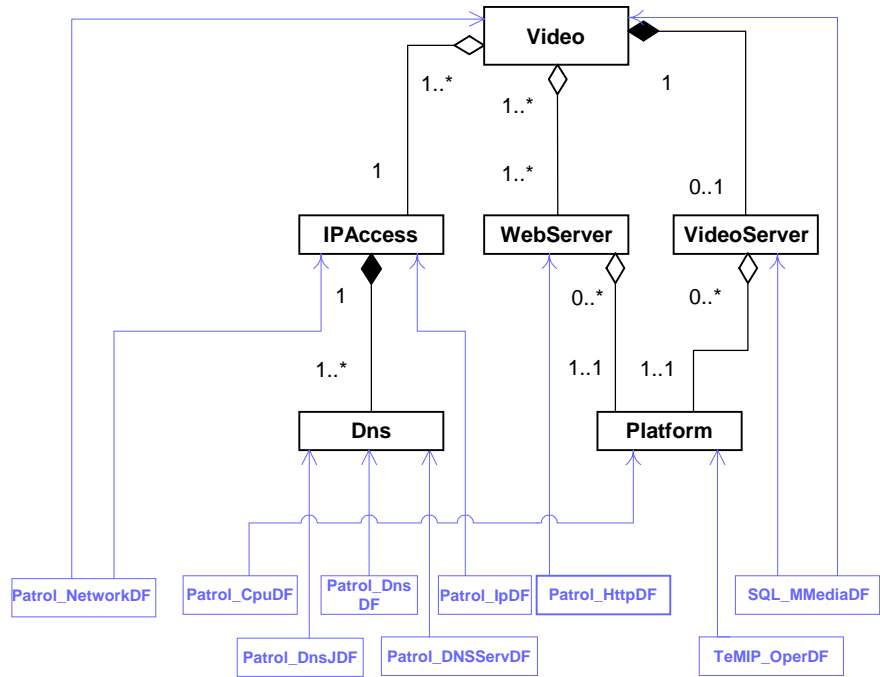 Video
1..*
1..*
1
1
1..*
0..1
IPAccess
WebServer
VideoServer
1
0..*
0..*
1..*
1..1
1..1
Dns
Platform
Patrol_NetworkDF
Patrol_CpuDF
Patrol_Dns
DF
Patrol_IpDF
Patrol_HttpDF
SQL_MMediaDF
Patrol_DnsJDF
Patrol_DNSServDF
TeMIP_OperDF